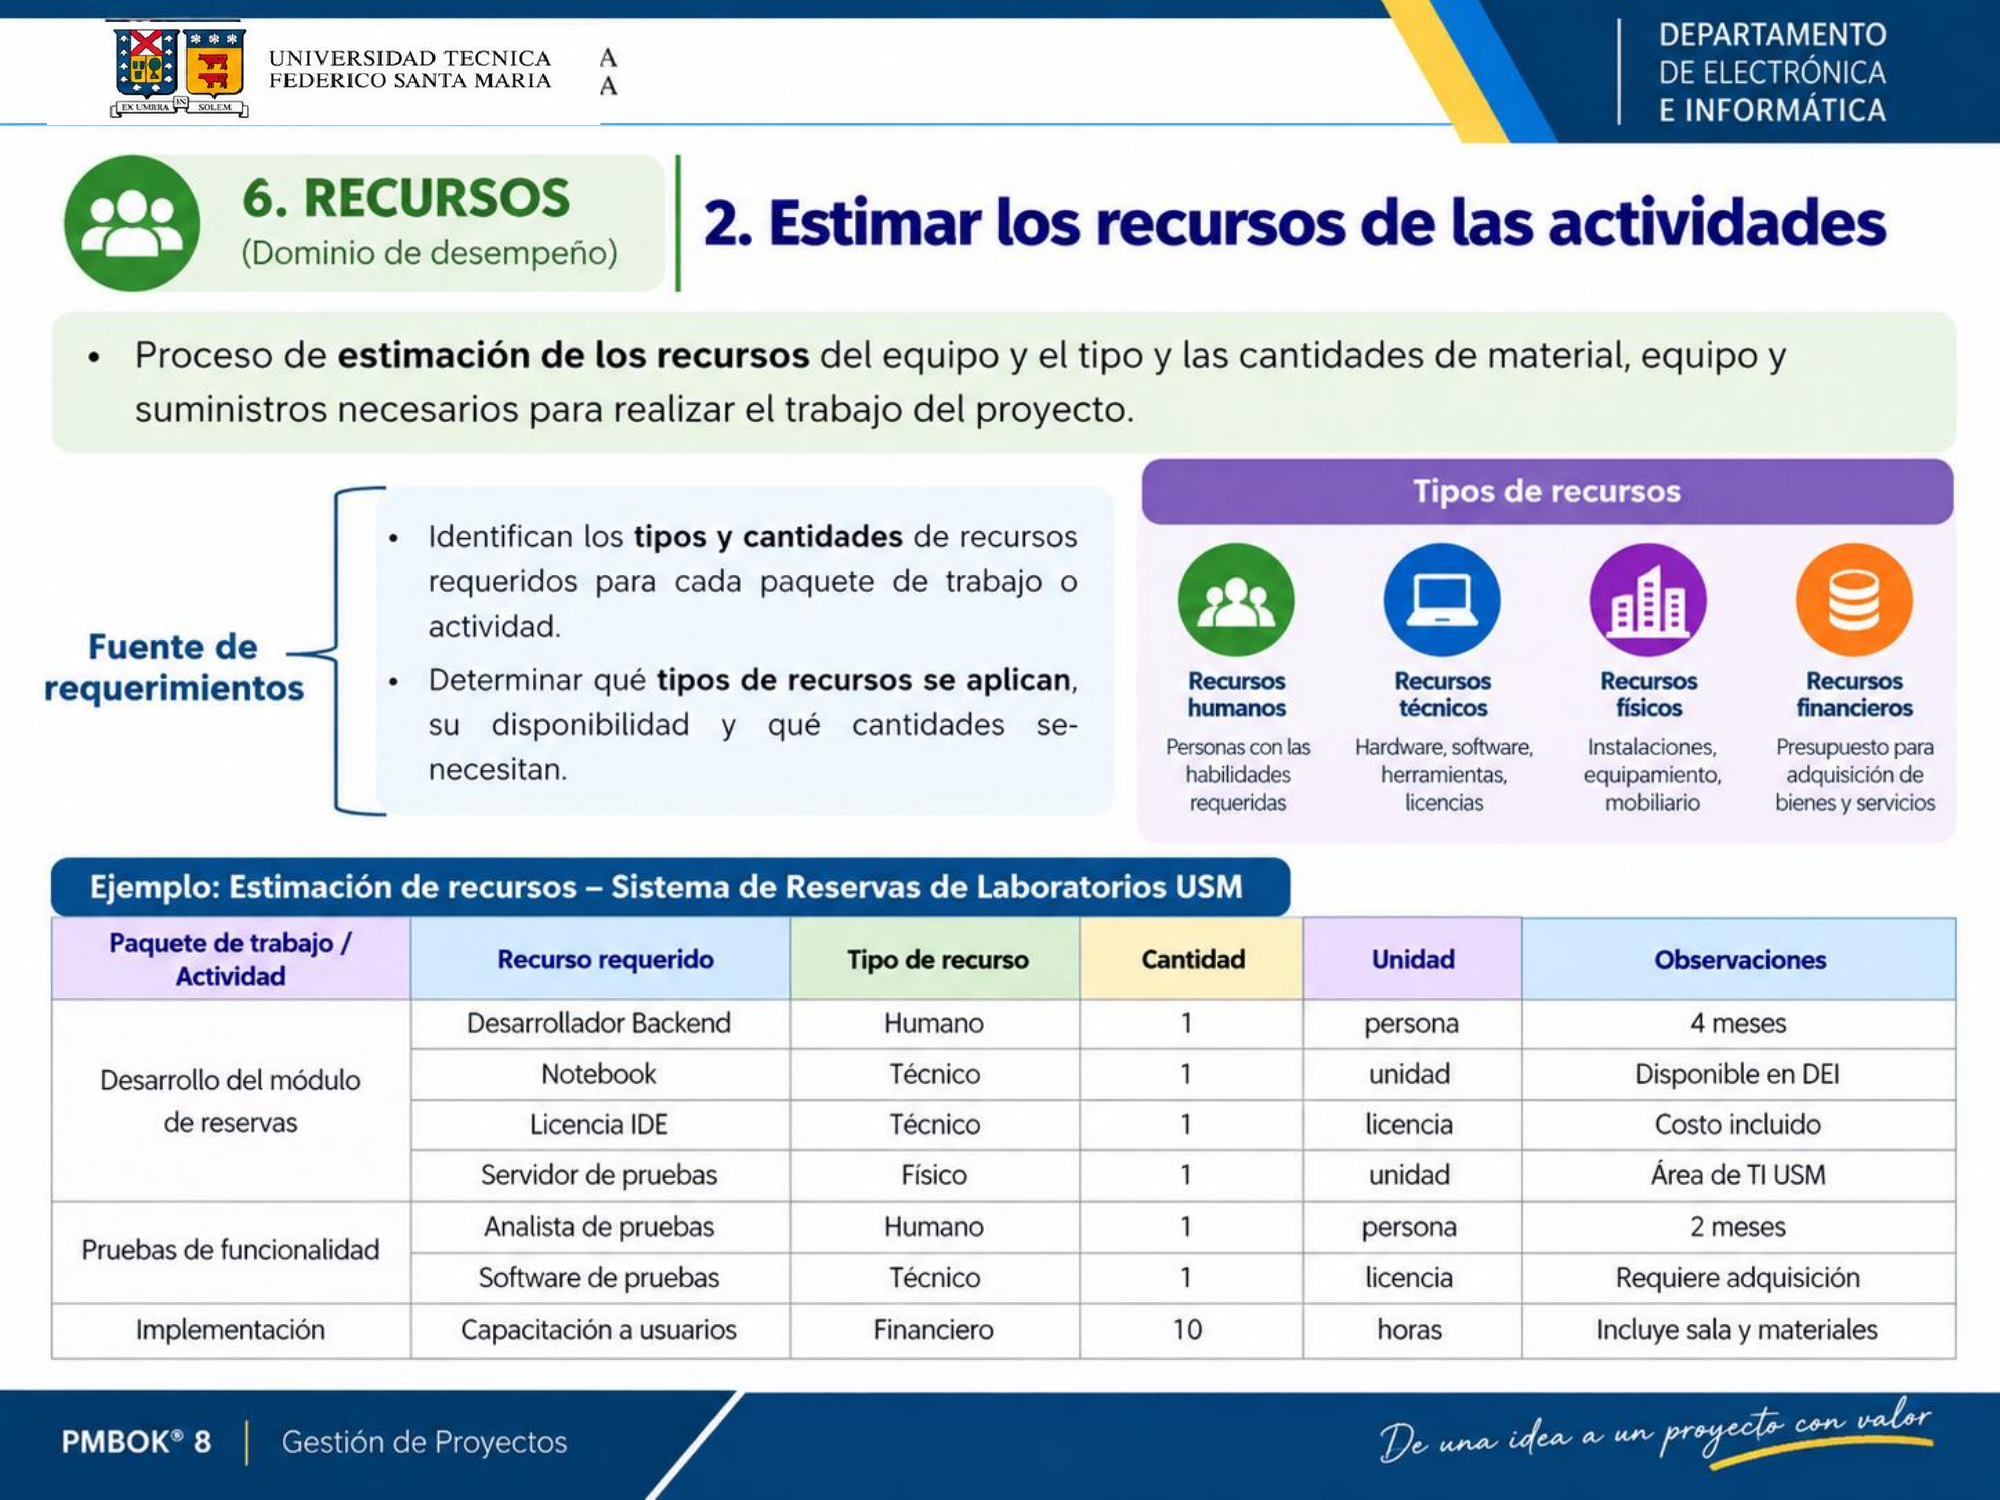 EX UMBRA IN SOLEM
UNIVERSIDAD TECNICA
FEDERICO SANTA MARIA
A
A
DEPARTAMENTO
DE ELECTRÓNICA
E INFORMÁTICA
6. RECURSOS
(Dominio de desempeño)
2. Estimar los recursos de las actividades
• Proceso de estimación de los recursos del equipo y el tipo y las cantidades de material, equipo y
suministros necesarios para realizar el trabajo del proyecto.
Fuente de
requerimientos
• Identifican los tipos y cantidades de recursos
requeridos para cada paquete de trabajo o
actividad.
• Determinar qué tipos de recursos se aplican,
su disponibilidad y qué cantidades se-
necesitan.
Tipos de recursos
Recursos
humanos
Personas con las
habilidades
requeridas
Recursos
técnicos
Hardware, software,
herramientas,
licencias
Recursos
físicos
Instalaciones,
equipamiento,
mobiliario
Recursos
financieros
Presupuesto para
adquisición de
bienes y servicios
Ejemplo: Estimación de recursos – Sistema de Reservas de Laboratorios USM
Paquete de trabajo /
Actividad
Recurso requerido
Tipo de recurso
Cantidad
Unidad
Observaciones
Desarrollo del módulo
de reservas
Desarrollador Backend Humano 1 persona 4 meses
Notebook Técnico 1 unidad Disponible en DEI
Licencia IDE Técnico 1 licencia Costo incluido
Servidor de pruebas Físico 1 unidad Área de TI USM
Pruebas de funcionalidad
Analista de pruebas Humano 1 persona 2 meses
Software de pruebas Técnico 1 licencia Requiere adquisición
Implementación Capacitación a usuarios Financiero 10 horas Incluye sala y materiales
PMBOK® 8
Gestión de Proyectos
De una idea a un proyecto con valor